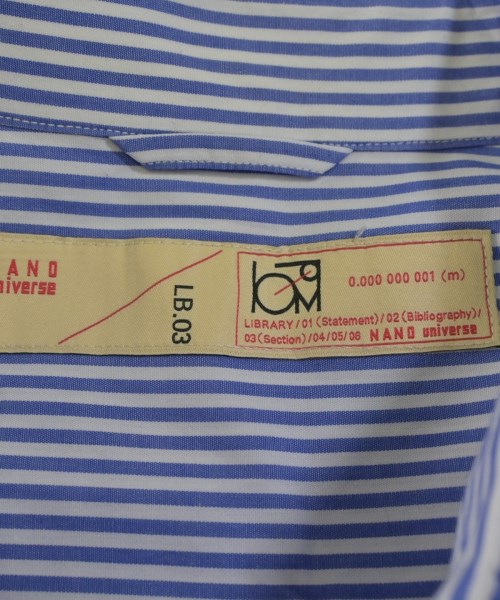 NANO
universe
LB.03
0.000 000 001 (m)
LIBRARY/01(Statement)/02(Bibliography)/
03(Section)/04/05/06 NANO universe